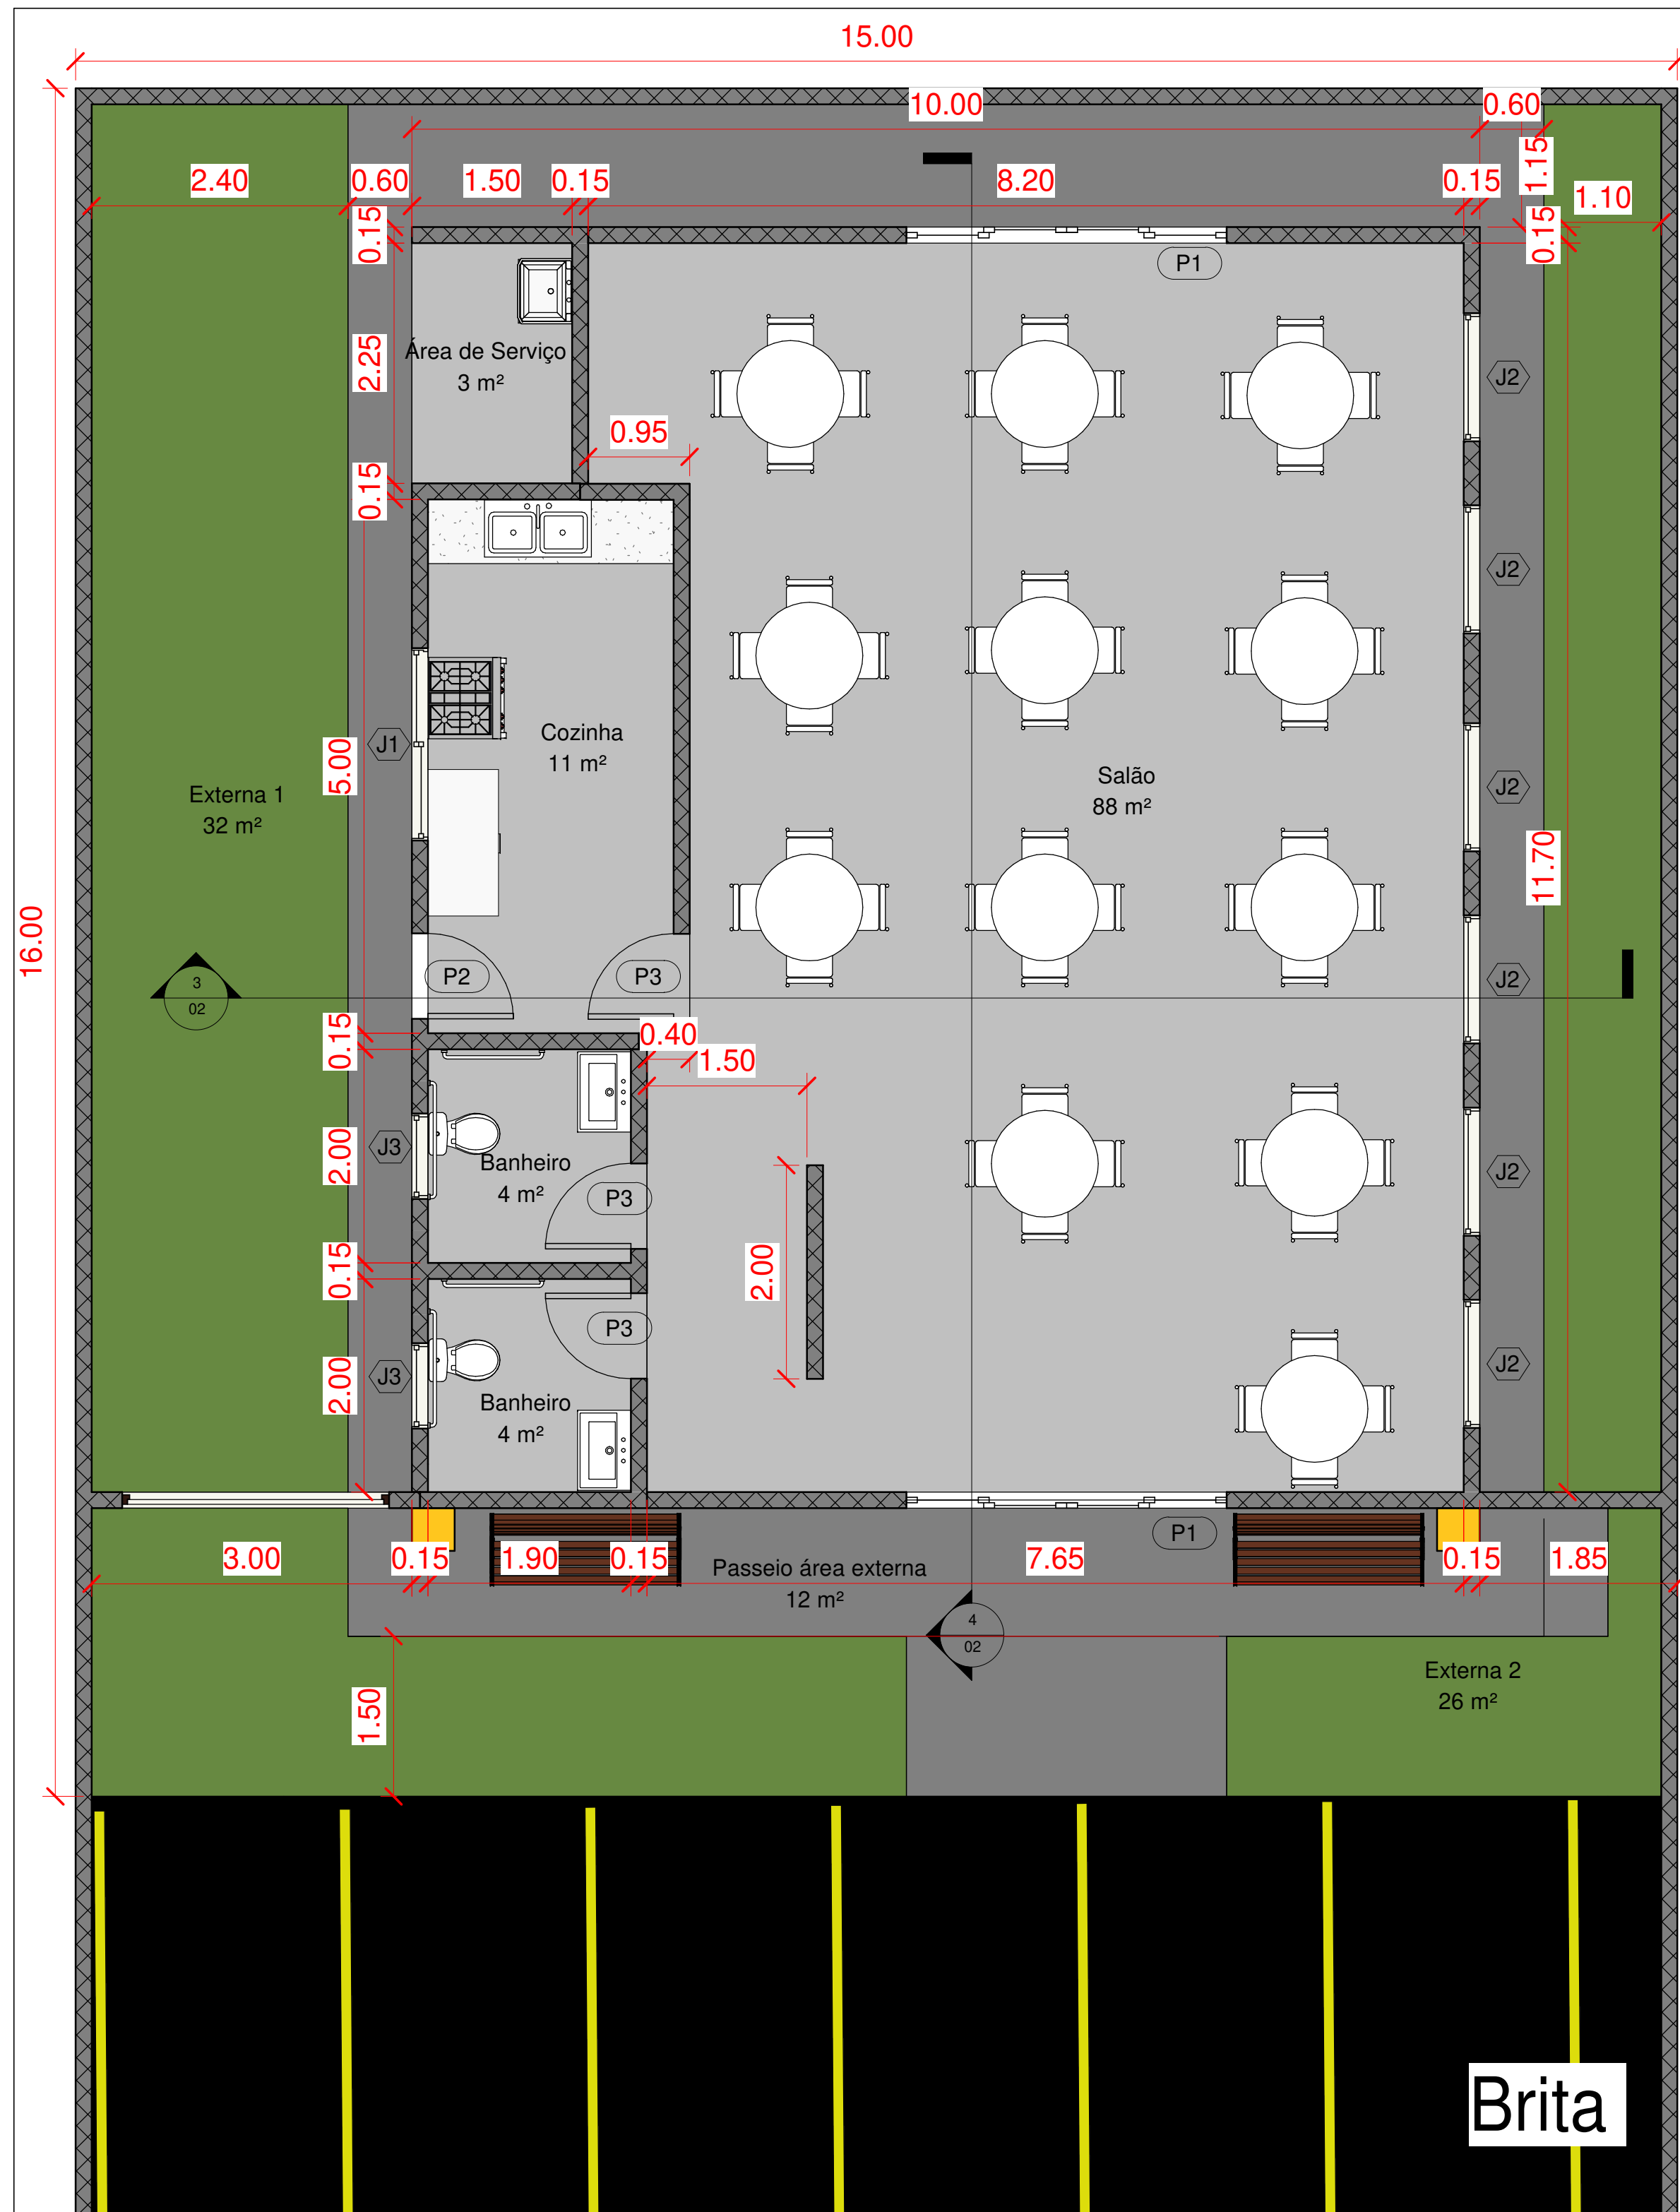 15.00
10.00
0.60
2.40
0.60
1.50
0.15
8.20
0.15
1.15
1.10
0.15
0.15
P1
2.25
Área de Serviço
3 m²
J2
0.95
0.15
J2
Cozinha
11 m²
J1
5.00
Externa 1
32 m²
Salão
88 m²
J2
11.70
16.00
P2
P3
J2
3
02
0.15
0.40
1.50
J3
2.00
Banheiro
4 m²
P3
J2
0.15
2.00
P3
J3
2.00
Banheiro
4 m²
J2
P1
3.00
0.15
1.90
0.15
7.65
0.15
1.85
Passeio área externa
12 m²
4
02
Externa 2
26 m²
1.50
Brita